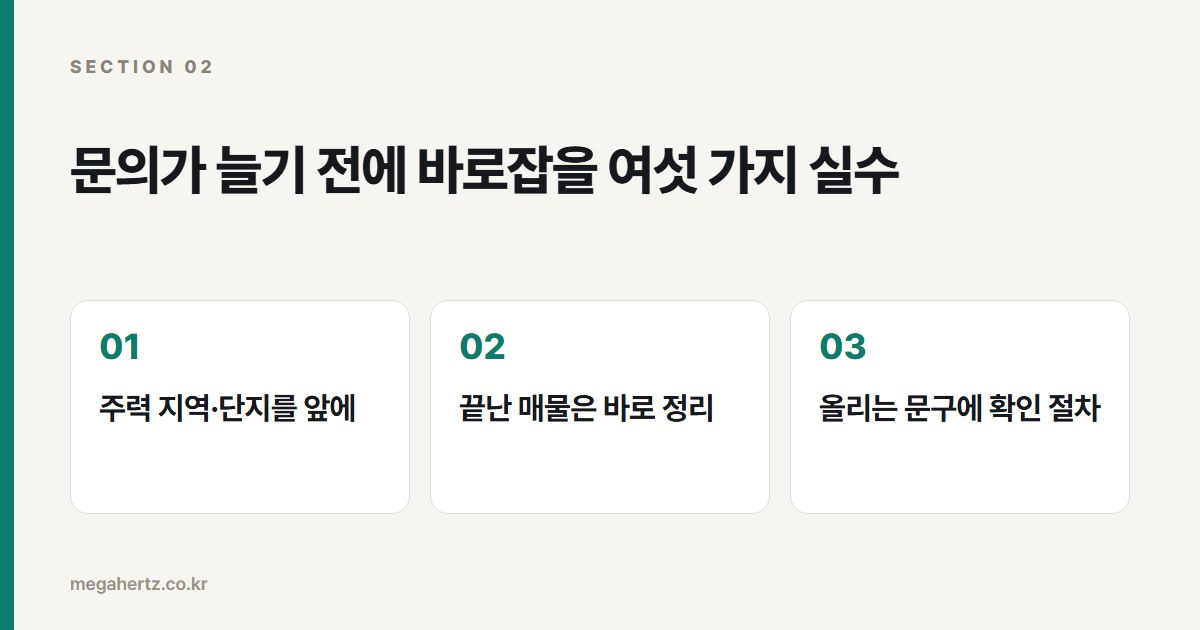 SECTION 02
문의가 늘기 전에 바로잡을 여섯 가지 실수
01
주력 지역·단지를 앞에
02
끝난 매물은 바로 정리
03
올리는 문구에 확인 절차
megahertz.co.kr